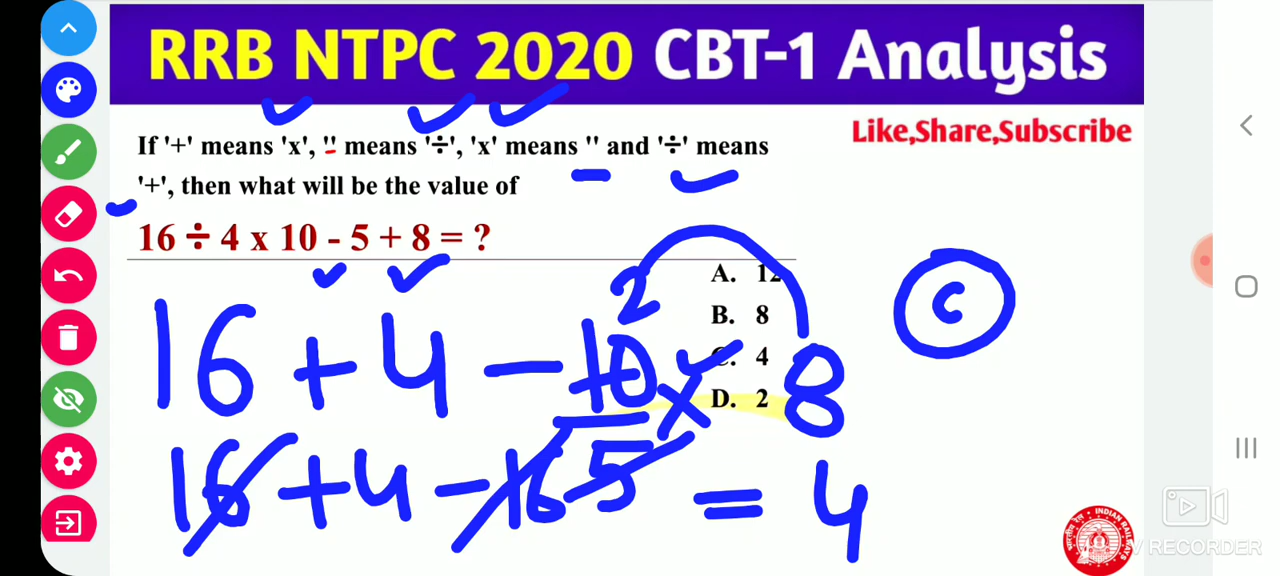 RRB NTPC 2020 CBT-1 Analysis
Like,Share,Subscribe
If '+' means 'x', '' means '÷', 'x' means '' and '÷' means
'+', then what will be the value of
16 ÷ 4 x 10 - 5 + 8 = ?
A. 12
B. 8
C. 4
D. 2
C
2
16 + 4 - 10 x 8
5
16 + 4 - 16 = 4
INDIAN RAILWAYS
V RECORDER